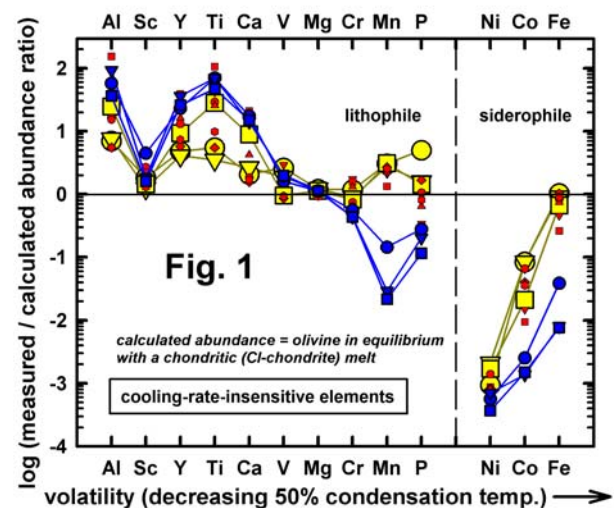 Al Sc Y Ti Ca V Mg Cr Mn P Ni Co Fe
log (measured / calculated abundance ratio)
2
1
0
-1
-2
-3
-4
lithophile
siderophile
Fig. 1
calculated abundance = olivine in equilibrium
with a chondritic (CI-chondrite) melt
cooling-rate-insensitive elements
Al Sc Y Ti Ca V Mg Cr Mn P Ni Co Fe
volatility (decreasing 50% condensation temp.)